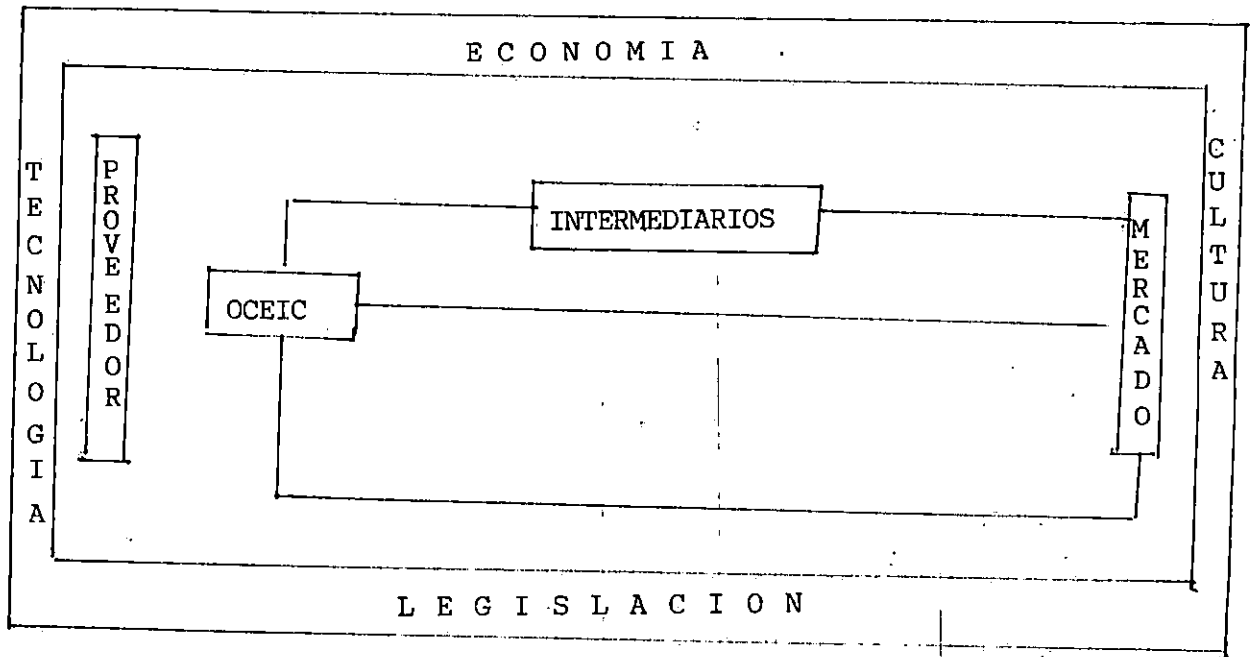 ECONOMIA
TECNOLOGIA
PROVEEDOR
OCEIC
INTERMEDIARIOS
MERCADO
CULTURA
LEGISLACION